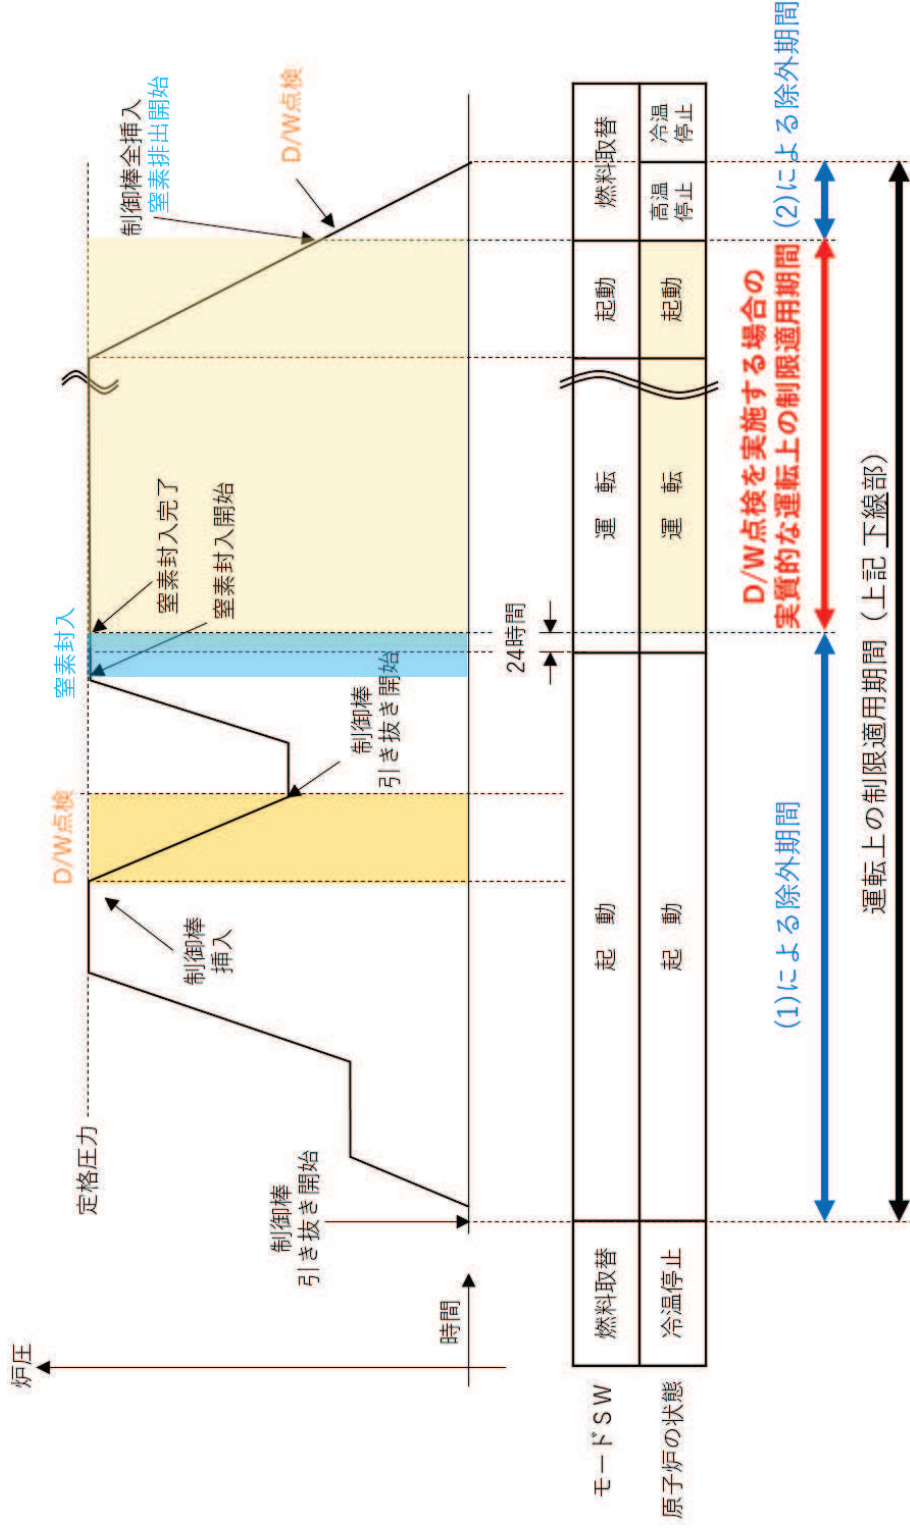 炉圧
定格圧力
時間
制御棒
引き抜き開始
制御棒
挿入
D/W点検
制御棒
引き抜き開始
窒素封入
窒素封入完了
窒素封入開始
制御棒全挿入
窒素排出開始
D/W点検
24時間
モードSW
燃料取替
起 動
運 転
起動
燃料取替
原子炉の状態
冷温停止
起 動
運 転
起動
高温
停止
冷温
停止
(1)による除外期間
D/W点検を実施する場合の
実質的な運転上の制限適用期間
(2)による除外期間
運転上の制限適用期間（上記 下線部）